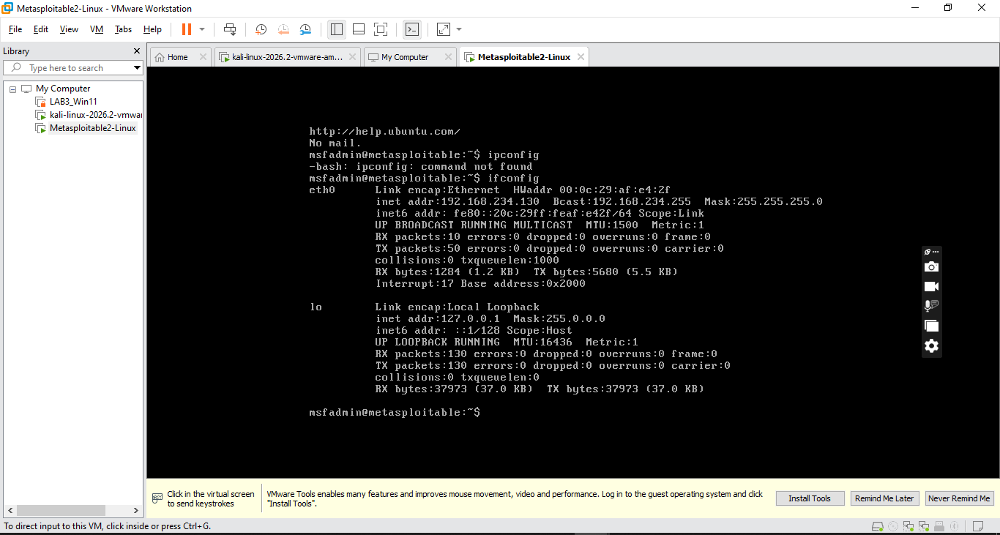 Metasploitable2-Linux - VMware Workstation
File Edit View VM Tabs Help
Library
Type here to search
My Computer
LAB3_Win11
kali-linux-2026.2-vmwar
Metasploitable2-Linux
Home kali-linux-2026.2-vmware-am... My Computer Metasploitable2-Linux
http://help.ubuntu.com/
No mail.
msfadmin@metasploitable:~$ ipconfig
-bash: ipconfig: command not found
msfadmin@metasploitable:~$ ifconfig
eth0 Link encap:Ethernet HWaddr 00:0c:29:af:e4:2f
inet addr:192.168.234.130 Bcast:192.168.234.255 Mask:255.255.255.0
inet6 addr: fe80::20c:29ff:feaf:e42f/64 Scope:Link
UP BROADCAST RUNNING MULTICAST MTU:1500 Metric:1
RX packets:10 errors:0 dropped:0 overruns:0 frame:0
TX packets:50 errors:0 dropped:0 overruns:0 carrier:0
collisions:0 txqueuelen:1000
RX bytes:1284 (1.2 KB) TX bytes:5680 (5.5 KB)
Interrupt:17 Base address:0x2000
lo Link encap:Local Loopback
inet addr:127.0.0.1 Mask:255.0.0.0
inet6 addr: ::1/128 Scope:Host
UP LOOPBACK RUNNING MTU:16436 Metric:1
RX packets:130 errors:0 dropped:0 overruns:0 frame:0
TX packets:130 errors:0 dropped:0 overruns:0 carrier:0
collisions:0 txqueuelen:0
RX bytes:37973 (37.0 KB) TX bytes:37973 (37.0 KB)
msfadmin@metasploitable:~$
Click in the virtual screen
to send keystrokes
VMware Tools enables many features and improves mouse movement, video and performance. Log in to the guest operating system and click
"Install Tools".
Install Tools Remind Me Later Never Remind Me
To direct input to this VM, click inside or press Ctrl+G.